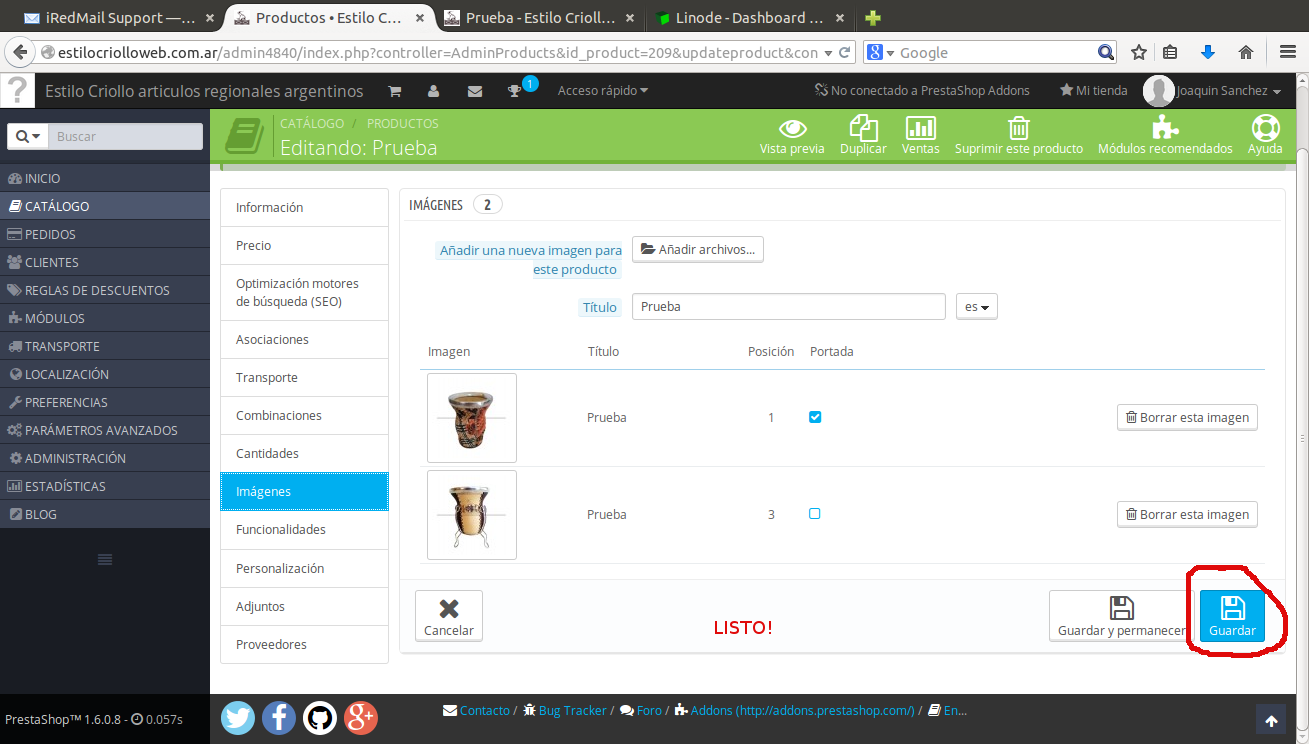 iRedMail Support —... ×
Productos • Estilo C... ×
Prueba - Estilo Crioll... ×
Linode - Dashboard ... ×
estilocriolloweb.com.ar/admin4840/index.php?controller=AdminProducts&id_product=209&updateproduct&con
Google
Estilo Criollo articulos regionales argentinos
1
Acceso rápido
No conectado a PrestaShop Addons
Mi tienda
Joaquin Sanchez
Buscar
CATÁLOGO / PRODUCTOS
Editando: Prueba
Vista previa
Duplicar
Ventas
Suprimir este producto
Módulos recomendados
Ayuda
INICIO
CATÁLOGO
PEDIDOS
CLIENTES
REGLAS DE DESCUENTOS
MÓDULOS
TRANSPORTE
LOCALIZACIÓN
PREFERENCIAS
PARÁMETROS AVANZADOS
ADMINISTRACIÓN
ESTADÍSTICAS
BLOG
Información
Precio
Optimización motores
de búsqueda (SEO)
Asociaciones
Transporte
Combinaciones
Cantidades
Imágenes
Funcionalidades
Personalización
Adjuntos
Proveedores
IMÁGENES 2
Añadir una nueva imagen para
este producto
Añadir archivos...
Título
Prueba
es
Imagen Título Posición Portada
Prueba 1 Borrar esta imagen
Prueba 3 Borrar esta imagen
Cancelar
LISTO!
Guardar y permanecer
Guardar
PrestaShop™ 1.6.0.8 - 0.057s
Contacto / Bug Tracker / Foro / Addons (http://addons.prestashop.com/) / En...